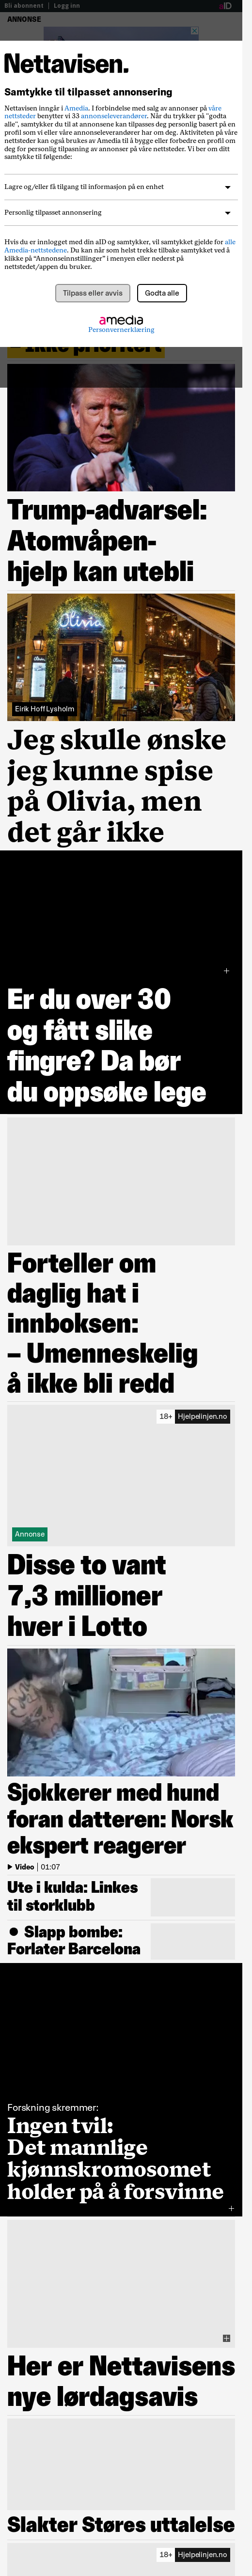 Bli abonnent | Logg inn
aID
ANNONSE
Nettavisen.
Samtykke til tilpasset annonsering
Nettavisen inngår i Amedia. I forbindelse med salg av annonser på våre
nettsteder benytter vi 33 annonseleverandører. Når du trykker på "godta
alle", samtykker du til at annonsene kan tilpasses deg personlig basert på en
profil som er utledet av dataene nedenfor om deg. Aktiviteten på våre
nettsteder kan også brukes av Amedia til å bygge eller forbedre en profil om
deg for personlig tilpasning av annonser på våre nettsteder. Vi ber om ditt
samtykke til følgende:
Lagre og/eller få tilgang til informasjon på en enhet
Personlig tilpasset annonsering
Hvis du er innlogget med din aID og samtykker, vil samtykket gjelde for alle
Amedia-nettstedene. Du kan når som helst trekke tilbake samtykket ved å
klikke på “Annonseinnstillinger” i menyen eller nederst på
nettstedet/appen du bruker.
Tilpass eller avvis
Godta alle
amedia
Personvernerklæring
– Ikke prioritert
Trump-advarsel:
Atomvåpen-
hjelp kan utebli
Olivia
Eirik Hoff Lysholm
Jeg skulle ønske
jeg kunne spise
på Olivia, men
det går ikke
Er du over 30
og fått slike
fingre? Da bør
du oppsøke lege
Forteller om
daglig hat i
innboksen:
– Umenneskelig
å ikke bli redd
18+ Hjelpelinjen.no
Annonse
Disse to vant
7,3 millioner
hver i Lotto
Sjokkerer med hund
foran datteren: Norsk
ekspert reagerer
Video | 01:07
Ute i kulda: Linkes
til storklubb
● Slapp bombe:
Forlater Barcelona
Forskning skremmer:
Ingen tvil:
Det mannlige
kjønnskromosomet
holder på å forsvinne
Her er Nettavisens
nye lørdagsavis
Slakter Støres uttalelse
18+ Hjelpelinjen.no